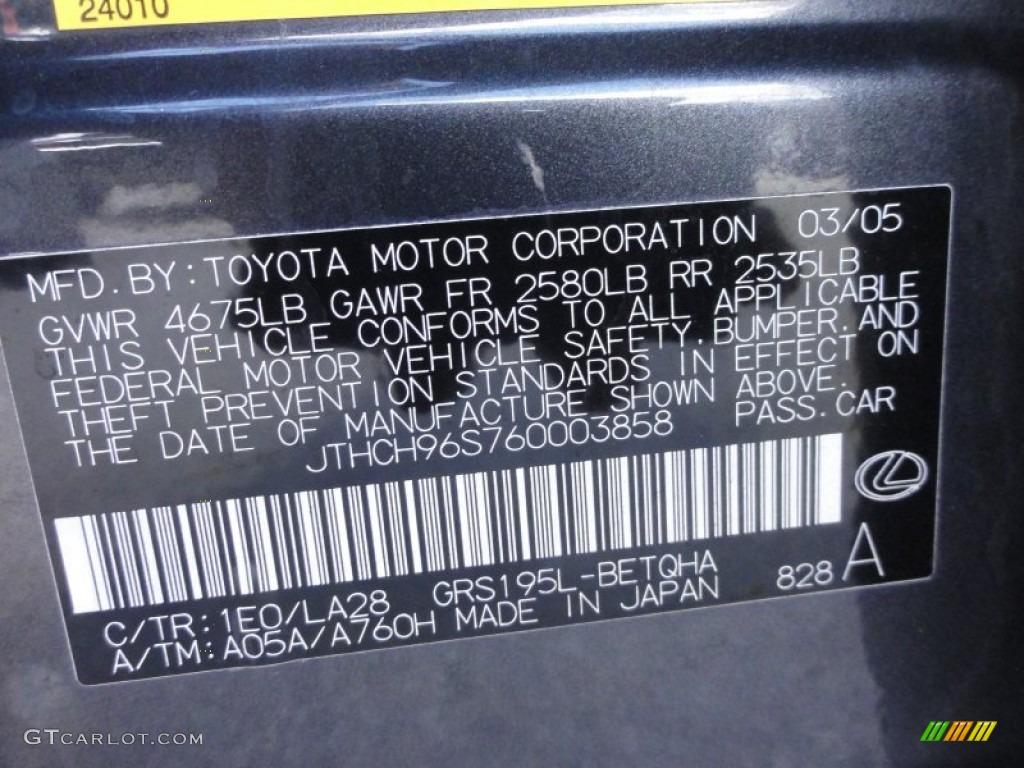 24010
MFD. BY: TOYOTA MOTOR CORPORATION 03/05
GVWR 4675LB GAWR FR 2580LB RR 2535LB
THIS VEHICLE CONFORMS TO ALL APPLICABLE
FEDERAL MOTOR VEHICLE SAFETY, BUMPER, AND
THEFT PREVENTION STANDARDS IN EFFECT ON
THE DATE OF MANUFACTURE SHOWN ABOVE.
JTHCH96S760003858 PASS. CAR
GRS195L-BETQHA 828 A
C/TR: 1E0/LA28
A/TM: A05A/A760H MADE IN JAPAN
GTCARLOT.COM